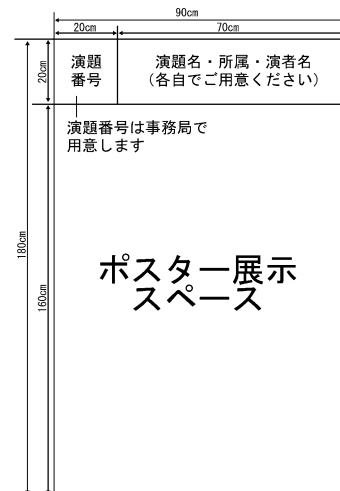 90cm
20cm
70cm
20cm
演題
番号
演題名・所属・演者名
(各自でご用意ください)
演題番号は事務局で
用意します
180cm
160cm
ポスター展示
スペース